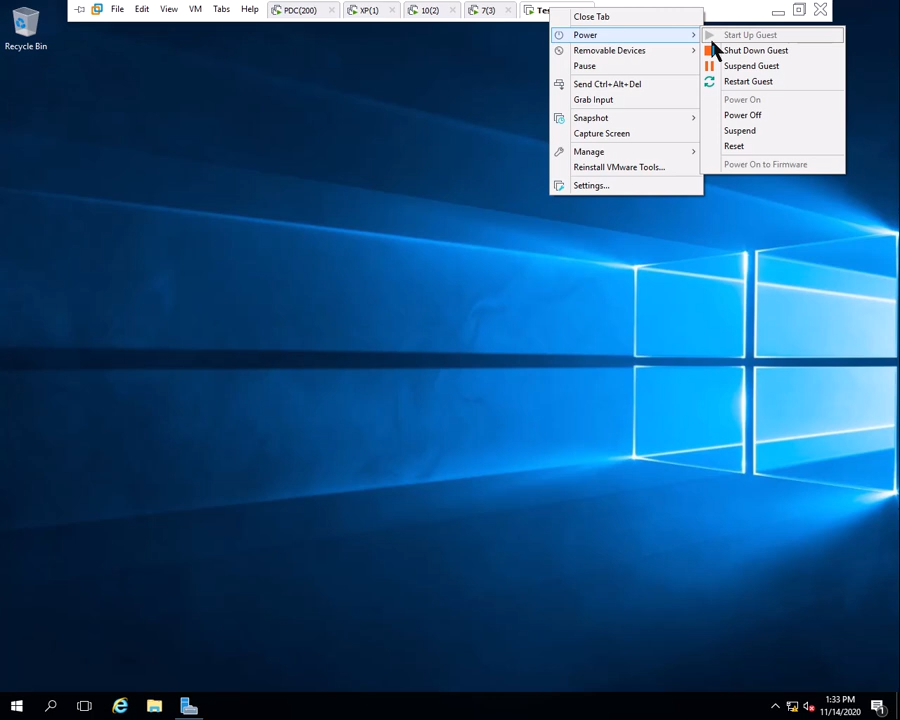 File Edit View VM Tabs Help PDC(200) XP(1) 10(2) 7(3)
Close Tab
Power
Removable Devices
Pause
Send Ctrl+Alt+Del
Grab Input
Snapshot
Capture Screen
Manage
Reinstall VMware Tools...
Settings...
Start Up Guest
Shut Down Guest
Suspend Guest
Restart Guest
Power On
Power Off
Suspend
Reset
Power On to Firmware
Recycle Bin
1:33 PM
11/14/2020
1